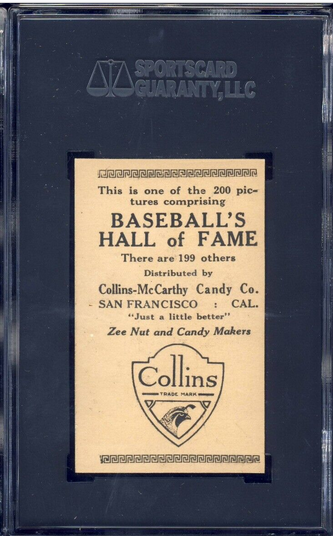 SPORTSCARD
GUARANTY, LLC
This is one of the 200 pic-
tures comprising
BASEBALL'S
HALL of FAME
There are 199 others
Distributed by
Collins-McCarthy Candy Co.
SAN FRANCISCO : CAL.
"Just a little better"
Zee Nut and Candy Makers
Collins
TRADE MARK